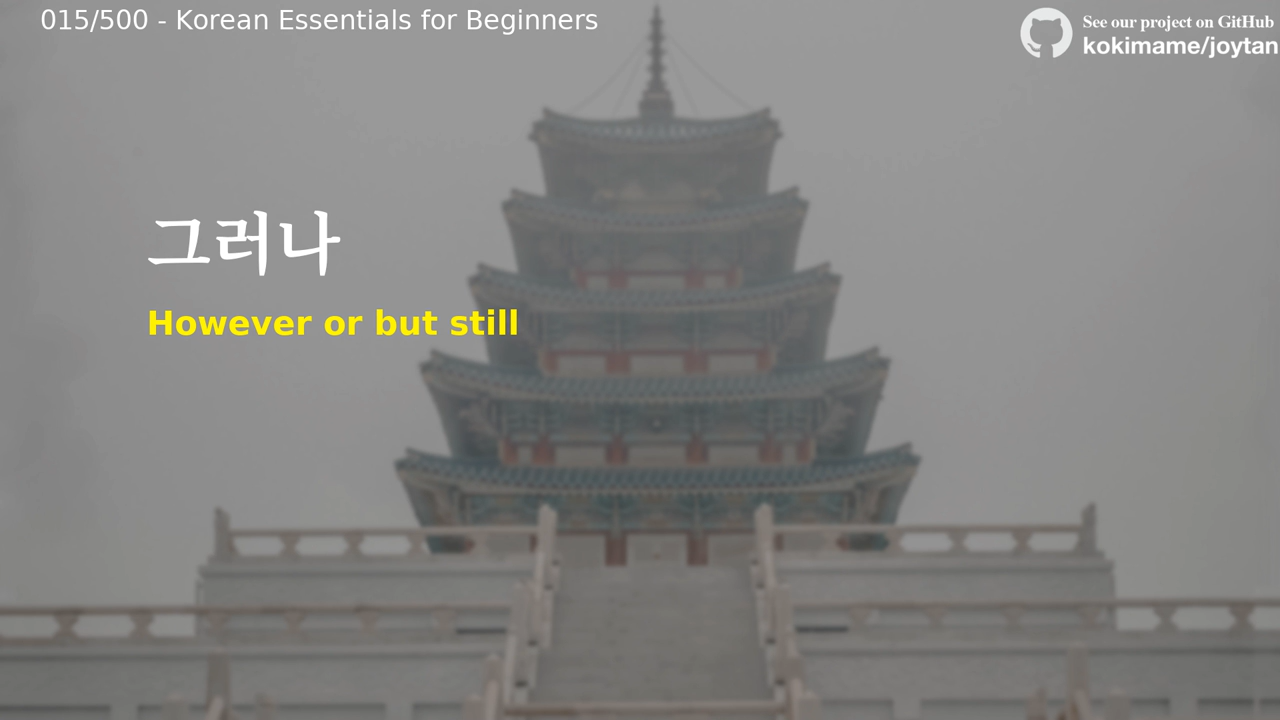 015/500 - Korean Essentials for Beginners
See our project on GitHub
kokimame/joytan
그러나
However or but still